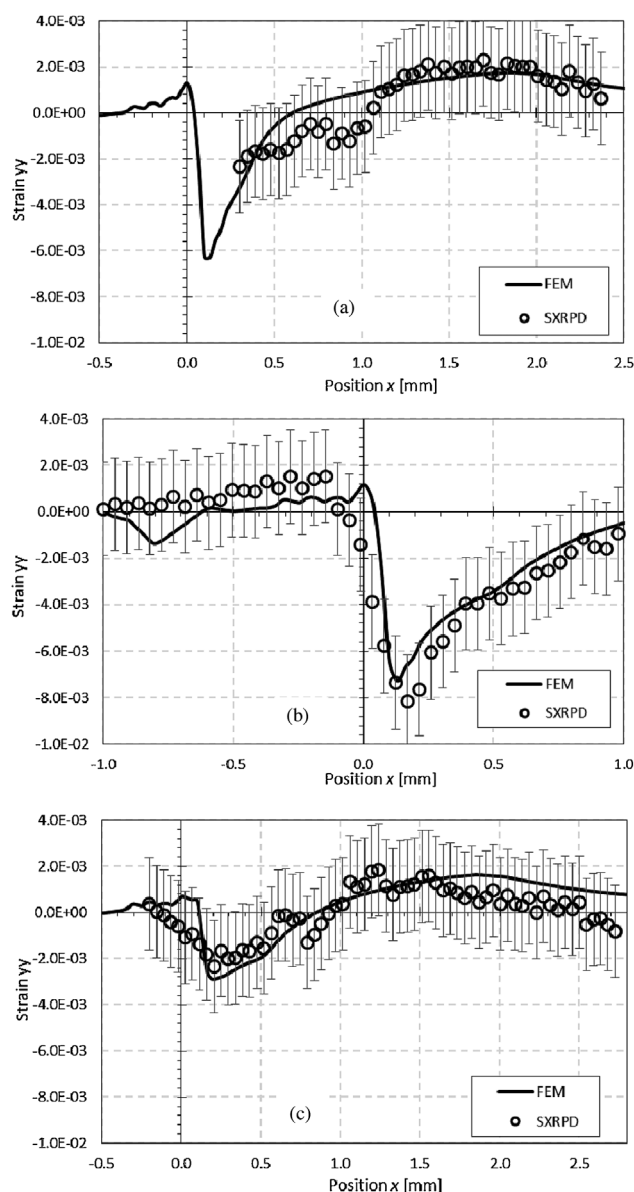 4.0E-03
2.0E-03
0.0E+00
-2.0E-03
-4.0E-03
-6.0E-03
-8.0E-03
-1.0E-02
Strain yy
(a)
FEM
SXRPD
-0.5 0.0 0.5 1.0 1.5 2.0 2.5
Position x [mm]
4.0E-03
2.0E-03
0.0E+00
-2.0E-03
-4.0E-03
-6.0E-03
-8.0E-03
-1.0E-02
Strain yy
(b)
FEM
SXRPD
-1.0 -0.5 0.0 0.5 1.0
Position x [mm]
4.0E-03
2.0E-03
0.0E+00
-2.0E-03
-4.0E-03
-6.0E-03
-8.0E-03
-1.0E-02
Strain yy
(c)
FEM
SXRPD
-0.5 0.0 0.5 1.0 1.5 2.0 2.5
Position x [mm]